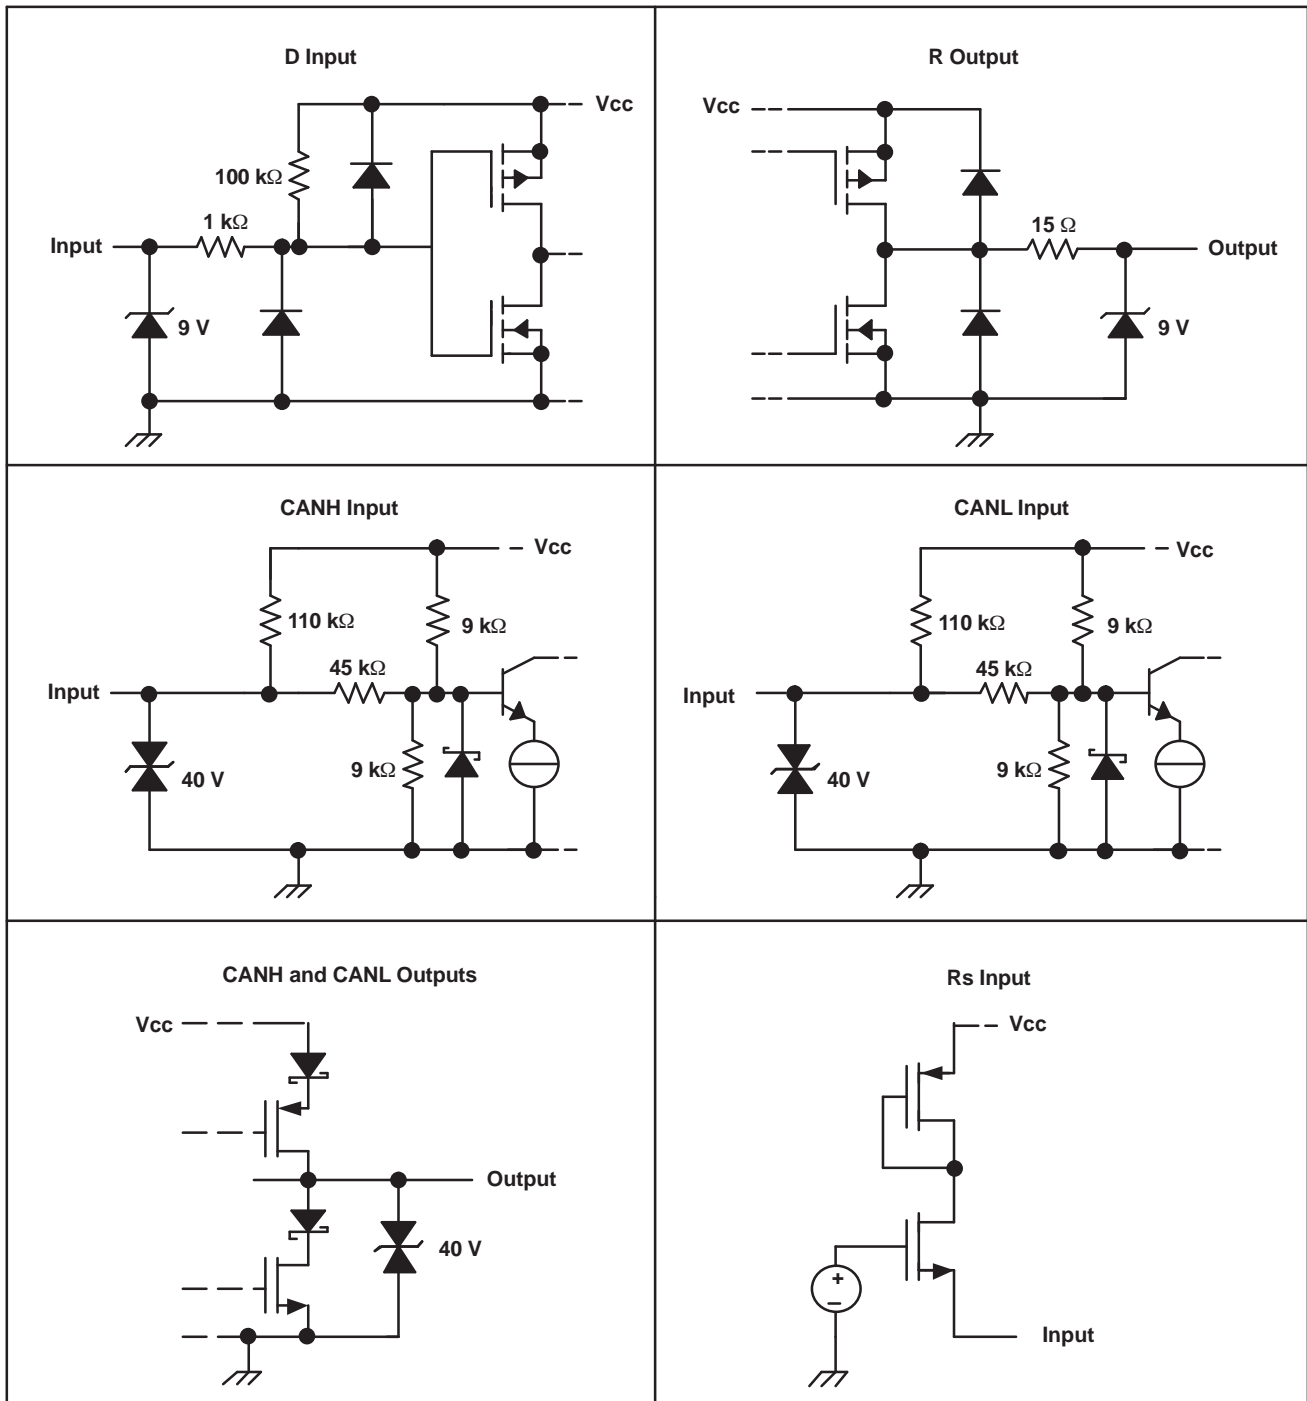 D Input
Vcc
100 kΩ
1 kΩ
Input
9 V
R Output
Vcc
15 Ω
Output
9 V
CANH Input
Vcc
110 kΩ
9 kΩ
45 kΩ
Input
9 kΩ
40 V
CANL Input
Vcc
110 kΩ
9 kΩ
45 kΩ
Input
9 kΩ
40 V
CANH and CANL Outputs
Vcc
Output
40 V
Rs Input
Vcc
+
−
Input